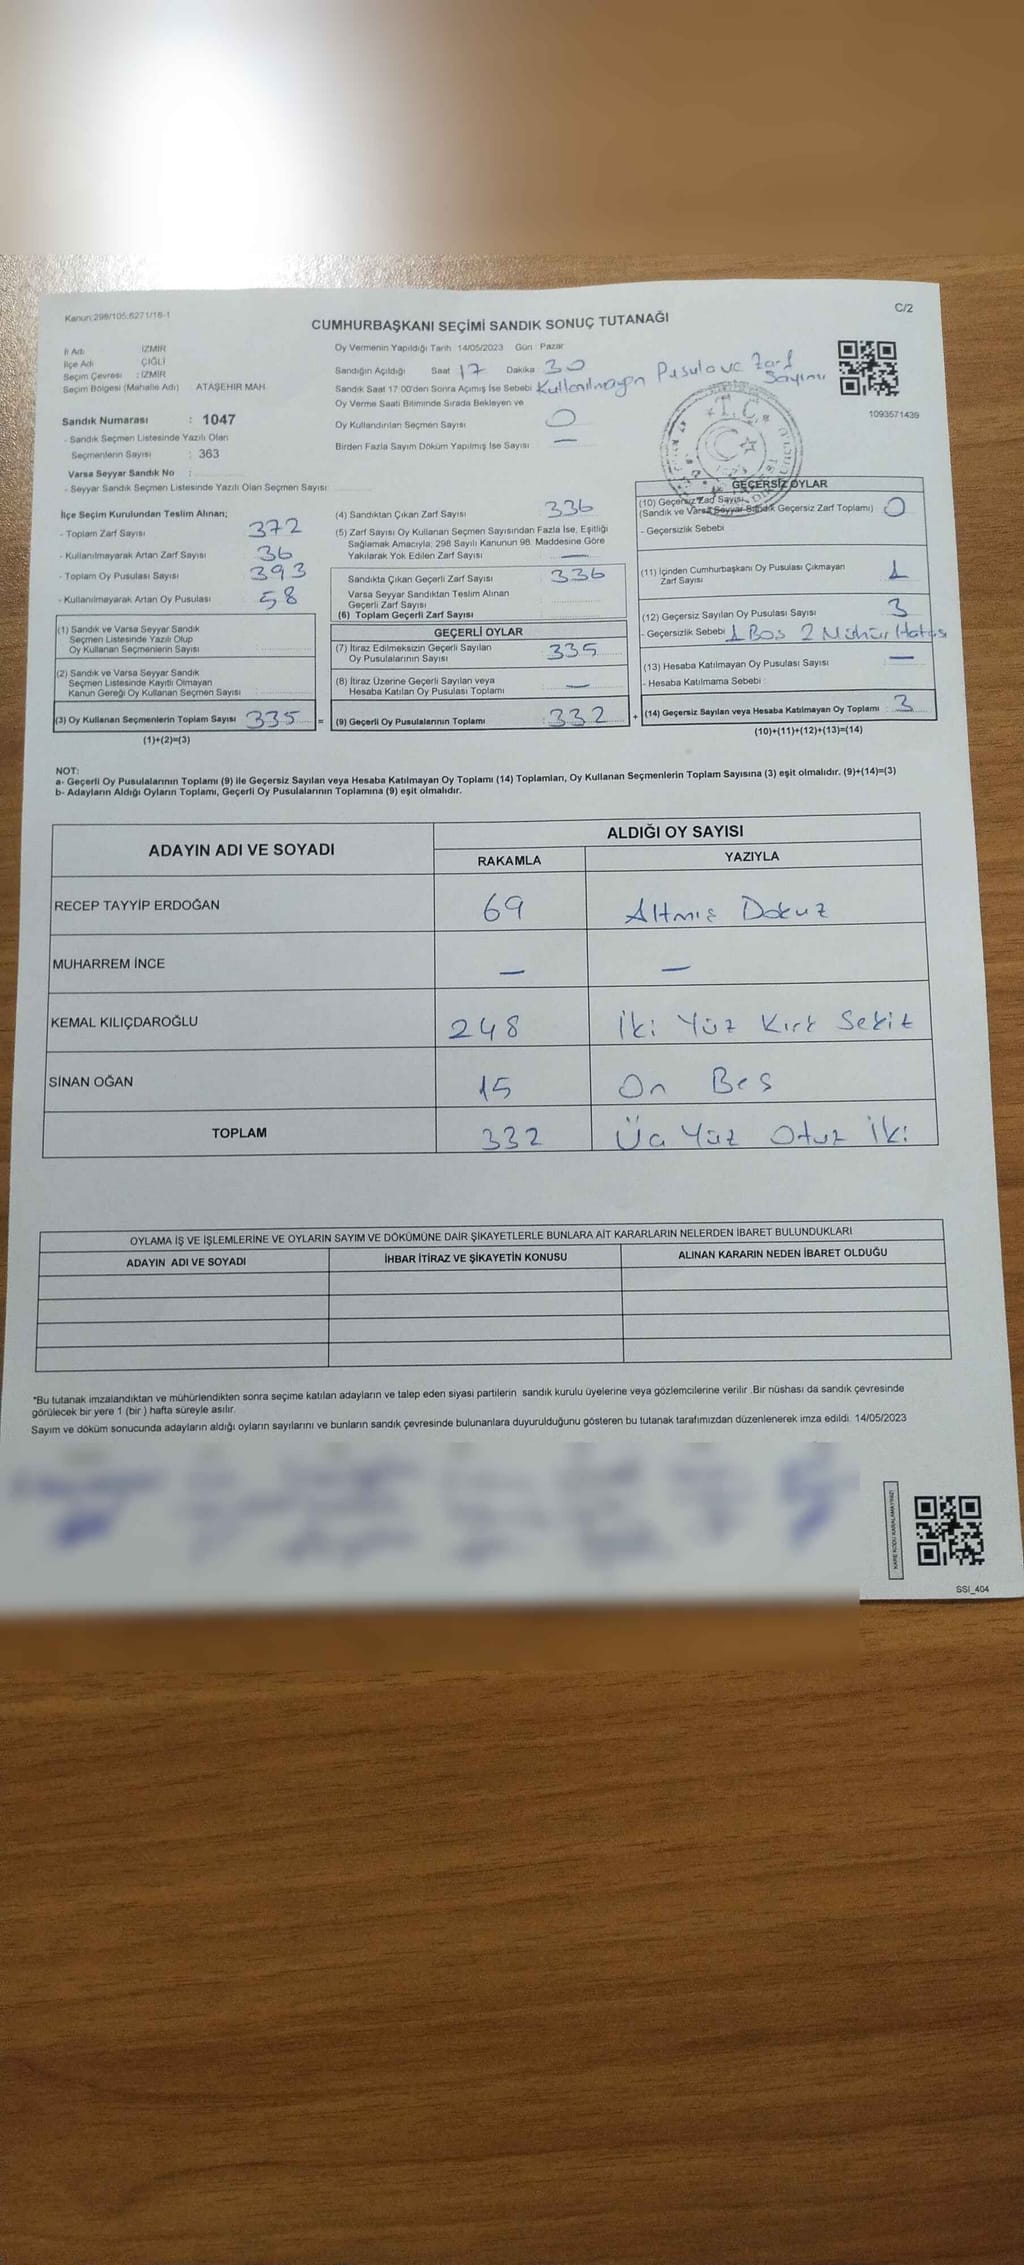 Kanun:298/105;6271/16-1
C/2
CUMHURBAŞKANI SEÇİMİ SANDIK SONUÇ TUTANAĞI
İl Adı : İZMİR
İlçe Adı : ÇİĞLİ
Seçim Çevresi : İZMİR
Seçim Bölgesi (Mahalle Adı) ATAŞEHİR MAH.
Sandık Numarası : 1047
- Sandık Seçmen Listesinde Yazılı Olan
Seçmenlerin Sayısı : 363
Varsa Seyyar Sandık No :
- Seyyar Sandık Seçmen Listesinde Yazılı Olan Seçmen Sayısı
Oy Vermenin Yapıldığı Tarih 14/05/2023 Gün : Pazar
Sandığın Açıldığı Saat 17 Dakika 30
Sandık Saat 17:00'den Sonra Açımış İse Sebebi Kullanılmayan Pusula ve Zarf Sayımı
Oy Verme Saati Bitiminde Sırada Bekleyen ve
Oy Kullandırılan Seçmen Sayısı 0
Birden Fazla Sayım Döküm Yapılmış İse Sayısı —
1093571439
T.C.
İlçe Seçim Kurulundan Teslim Alınan;
- Toplam Zarf Sayısı 372
- Kullanılmayarak Artan Zarf Sayısı 36
- Toplam Oy Pusulası Sayısı 393
- Kullanılmayarak Artan Oy Pusulası 58
(1) Sandık ve Varsa Seyyar Sandık
Seçmen Listesinde Yazılı Olup
Oy Kullanan Seçmenlerin Sayısı
(2) Sandık ve Varsa Seyyar Sandık
Seçmen Listesinde Kayıtlı Olmayan
Kanun Gereği Oy Kullanan Seçmen Sayısı
(3) Oy Kullanan Seçmenlerin Toplam Sayısı 335 =
(1)+(2)=(3)
(4) Sandıktan Çıkan Zarf Sayısı 336
(5) Zarf Sayısı Oy Kullanan Seçmen Sayısından Fazla İse, Eşitliği
Sağlamak Amacıyla; 298 Sayılı Kanunun 98. Maddesine Göre
Yakılarak Yok Edilen Zarf Sayısı —
Sandıkta Çıkan Geçerli Zarf Sayısı 336
Varsa Seyyar Sandıktan Teslim Alınan
Geçerli Zarf Sayısı
(6) Toplam Geçerli Zarf Sayısı
GEÇERLİ OYLAR
(7) İtiraz Edilmeksizin Geçerli Sayılan
Oy Pusulalarının Sayısı 335
(8) İtiraz Üzerine Geçerli Sayılan veya
Hesaba Katılan Oy Pusulası Toplamı —
(9) Geçerli Oy Pusulalarının Toplamı 332 +
GEÇERSİZ OYLAR
(10) Geçersiz Zarf Sayısı
(Sandık ve Varsa Seyyar Sandık Geçersiz Zarf Toplamı) 0
- Geçersizlik Sebebi
(11) İçinden Cumhurbaşkanı Oy Pusulası Çıkmayan
Zarf Sayısı 1
(12) Geçersiz Sayılan Oy Pusulası Sayısı 3
- Geçersizlik Sebebi 1 Boş 2 Mühür Hatası
(13) Hesaba Katılmayan Oy Pusulası Sayısı —
- Hesaba Katılmama Sebebi :
(14) Geçersiz Sayılan veya Hesaba Katılmayan Oy Toplamı : 3
(10)+(11)+(12)+(13)=(14)
NOT:
a- Geçerli Oy Pusulalarının Toplamı (9) ile Geçersiz Sayılan veya Hesaba Katılmayan Oy Toplamı (14) Toplamları, Oy Kullanan Seçmenlerin Toplam Sayısına (3) eşit olmalıdır. (9)+(14)=(3)
b- Adayların Aldığı Oyların Toplamı, Geçerli Oy Pusulalarının Toplamına (9) eşit olmalıdır.
ADAYIN ADI VE SOYADI ALDIĞI OY SAYISI
RAKAMLA YAZIYLA
RECEP TAYYİP ERDOĞAN 69 Altmış Dokuz
MUHARREM İNCE — —
KEMAL KILIÇDAROĞLU 248 İki Yüz Kırk Sekiz
SİNAN OĞAN 15 On Beş
TOPLAM 332 Üç Yüz Otuz İki
OYLAMA İŞ VE İŞLEMLERİNE VE OYLARIN SAYIM VE DÖKÜMÜNE DAİR ŞİKAYETLERLE BUNLARA AİT KARARLARIN NELERDEN İBARET BULUNDUKLARI
ADAYIN ADI VE SOYADI İHBAR İTİRAZ VE ŞİKAYETİN KONUSU ALINAN KARARIN NEDEN İBARET OLDUĞU
*Bu tutanak imzalandıktan ve mühürlendikten sonra seçime katılan adayların ve talep eden siyasi partilerin sandık kurulu üyelerine veya gözlemcilerine verilir .Bir nüshası da sandık çevresinde
görülecek bir yere 1 (bir ) hafta süreyle asılır.
Sayım ve döküm sonucunda adayların aldığı oyların sayılarını ve bunların sandık çevresinde bulunanlara duyurulduğunu gösteren bu tutanak tarafımızdan düzenlenerek imza edildi. 14/05/2023
KARE KODU KARALAMAYINIZ!
SSI_404